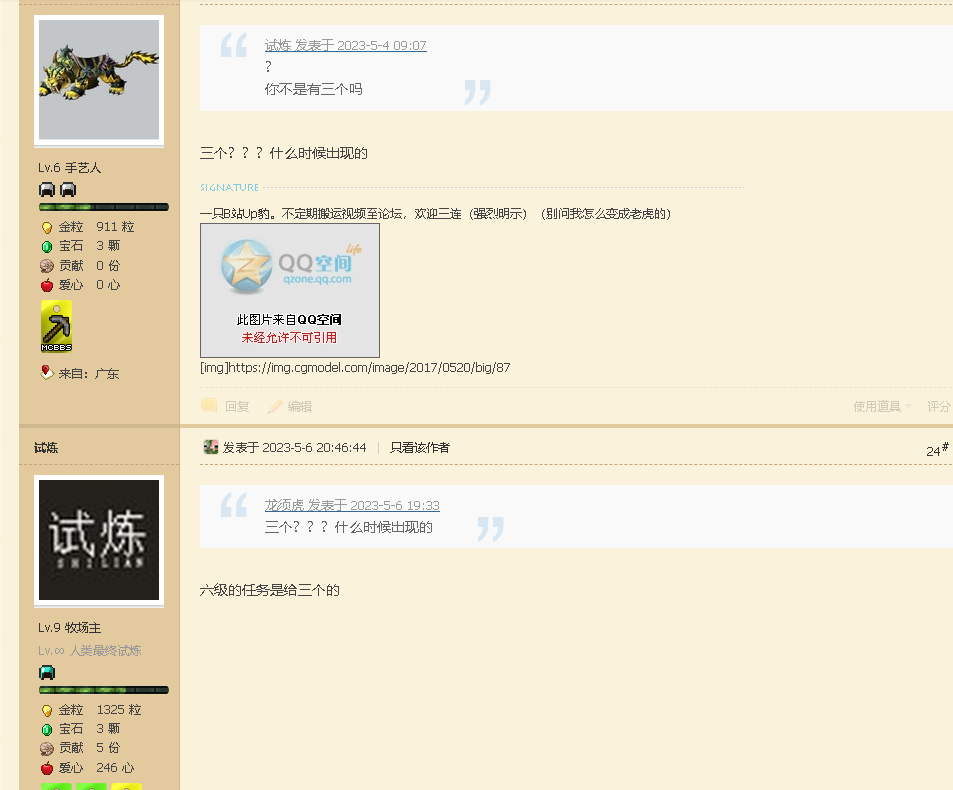 试炼 发表于 2023-5-4 09:07
?
你不是有三个吗
三个？？？什么时候出现的
Lv.6 手艺人
SIGNATURE
一只B站Up豹。不定期搬运视频至论坛，欢迎三连（强烈明示）（别问我怎么变成老虎的）
金粒 911 粒
宝石 3 颗
贡献 0 份
爱心 0 心
MCBBS
来自：广东
QQ空间life
qzone.qq.com
此图片来自QQ空间
未经允许不可引用
[img]https://img.cgmodel.com/image/2017/0520/big/87
回复 编辑 使用道具 评分
试炼
发表于 2023-5-6 20:46:44 | 只看该作者
24#
龙须虎 发表于 2023-5-6 19:33
三个？？？什么时候出现的
试炼
SHILIAN
六级的任务是给三个的
Lv.9 牧场主
Lv.∞ 人类最终试炼
金粒 1325 粒
宝石 3 颗
贡献 5 份
爱心 246 心